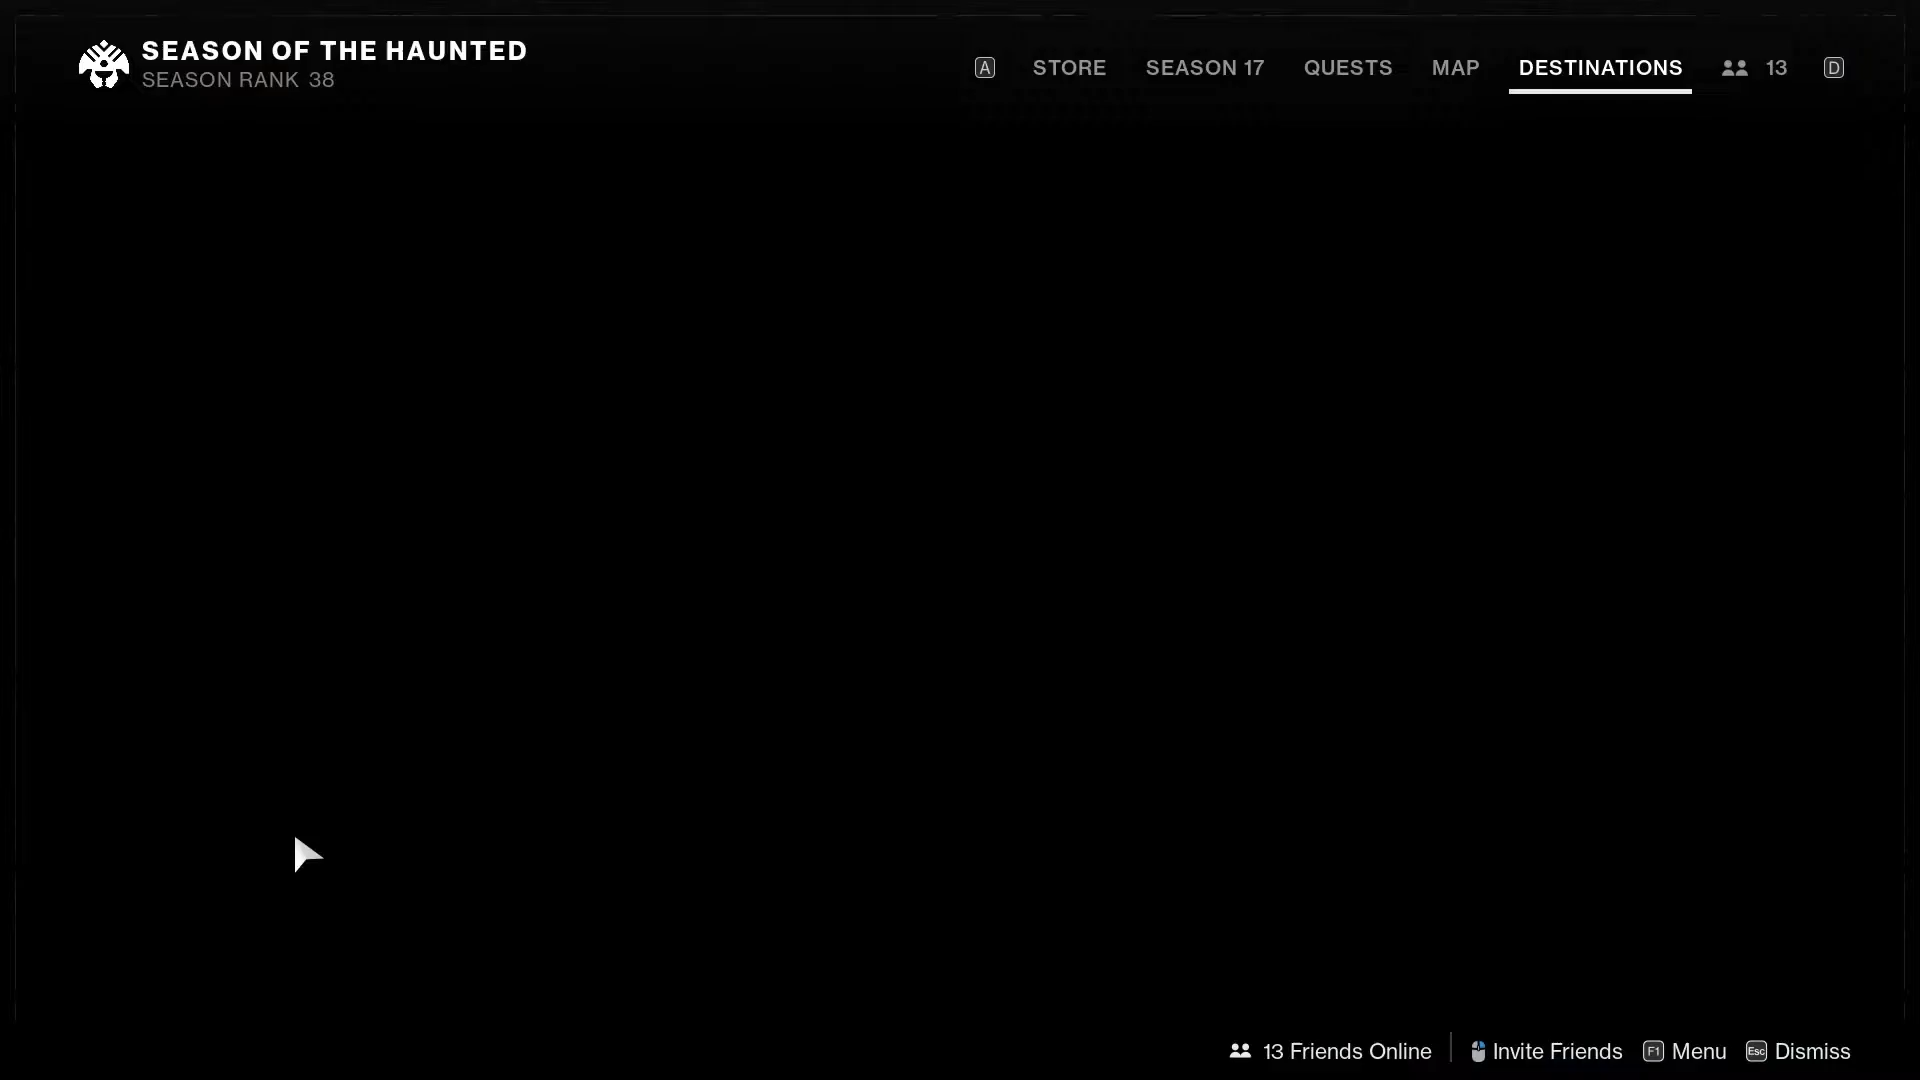 SEASON OF THE HAUNTED
SEASON RANK 38
A STORE SEASON 17 QUESTS MAP DESTINATIONS 13 D
13 Friends Online Invite Friends F1 Menu Esc Dismiss